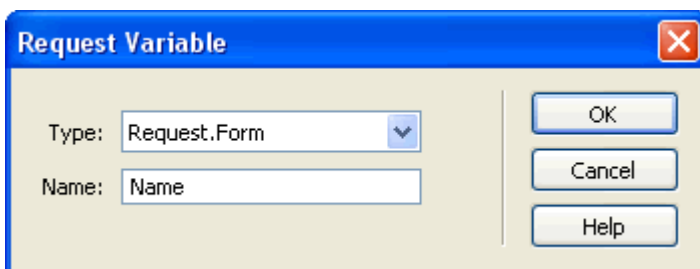 Request Variable
Type: Request.Form
Name: Name
OK
Cancel
Help